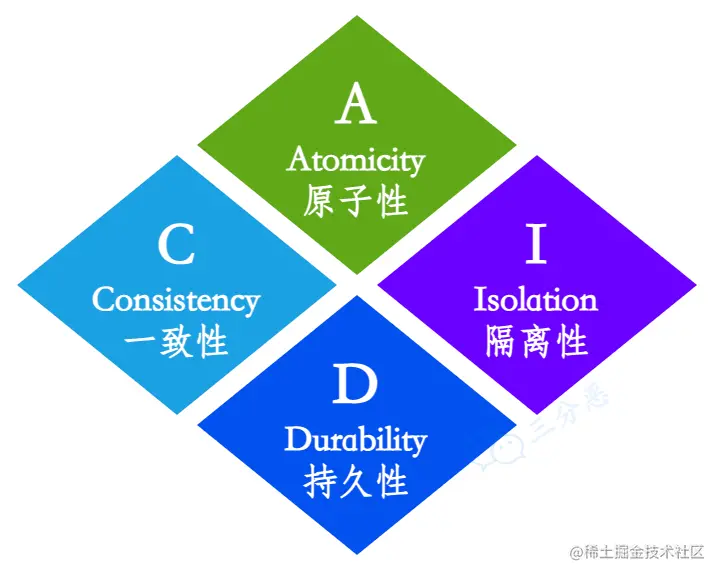 A
Atomicity
原子性
C
Consistency
一致性
I
Isolation
隔离性
D
Durability
持久性
三分恶
@稀土掘金技术社区